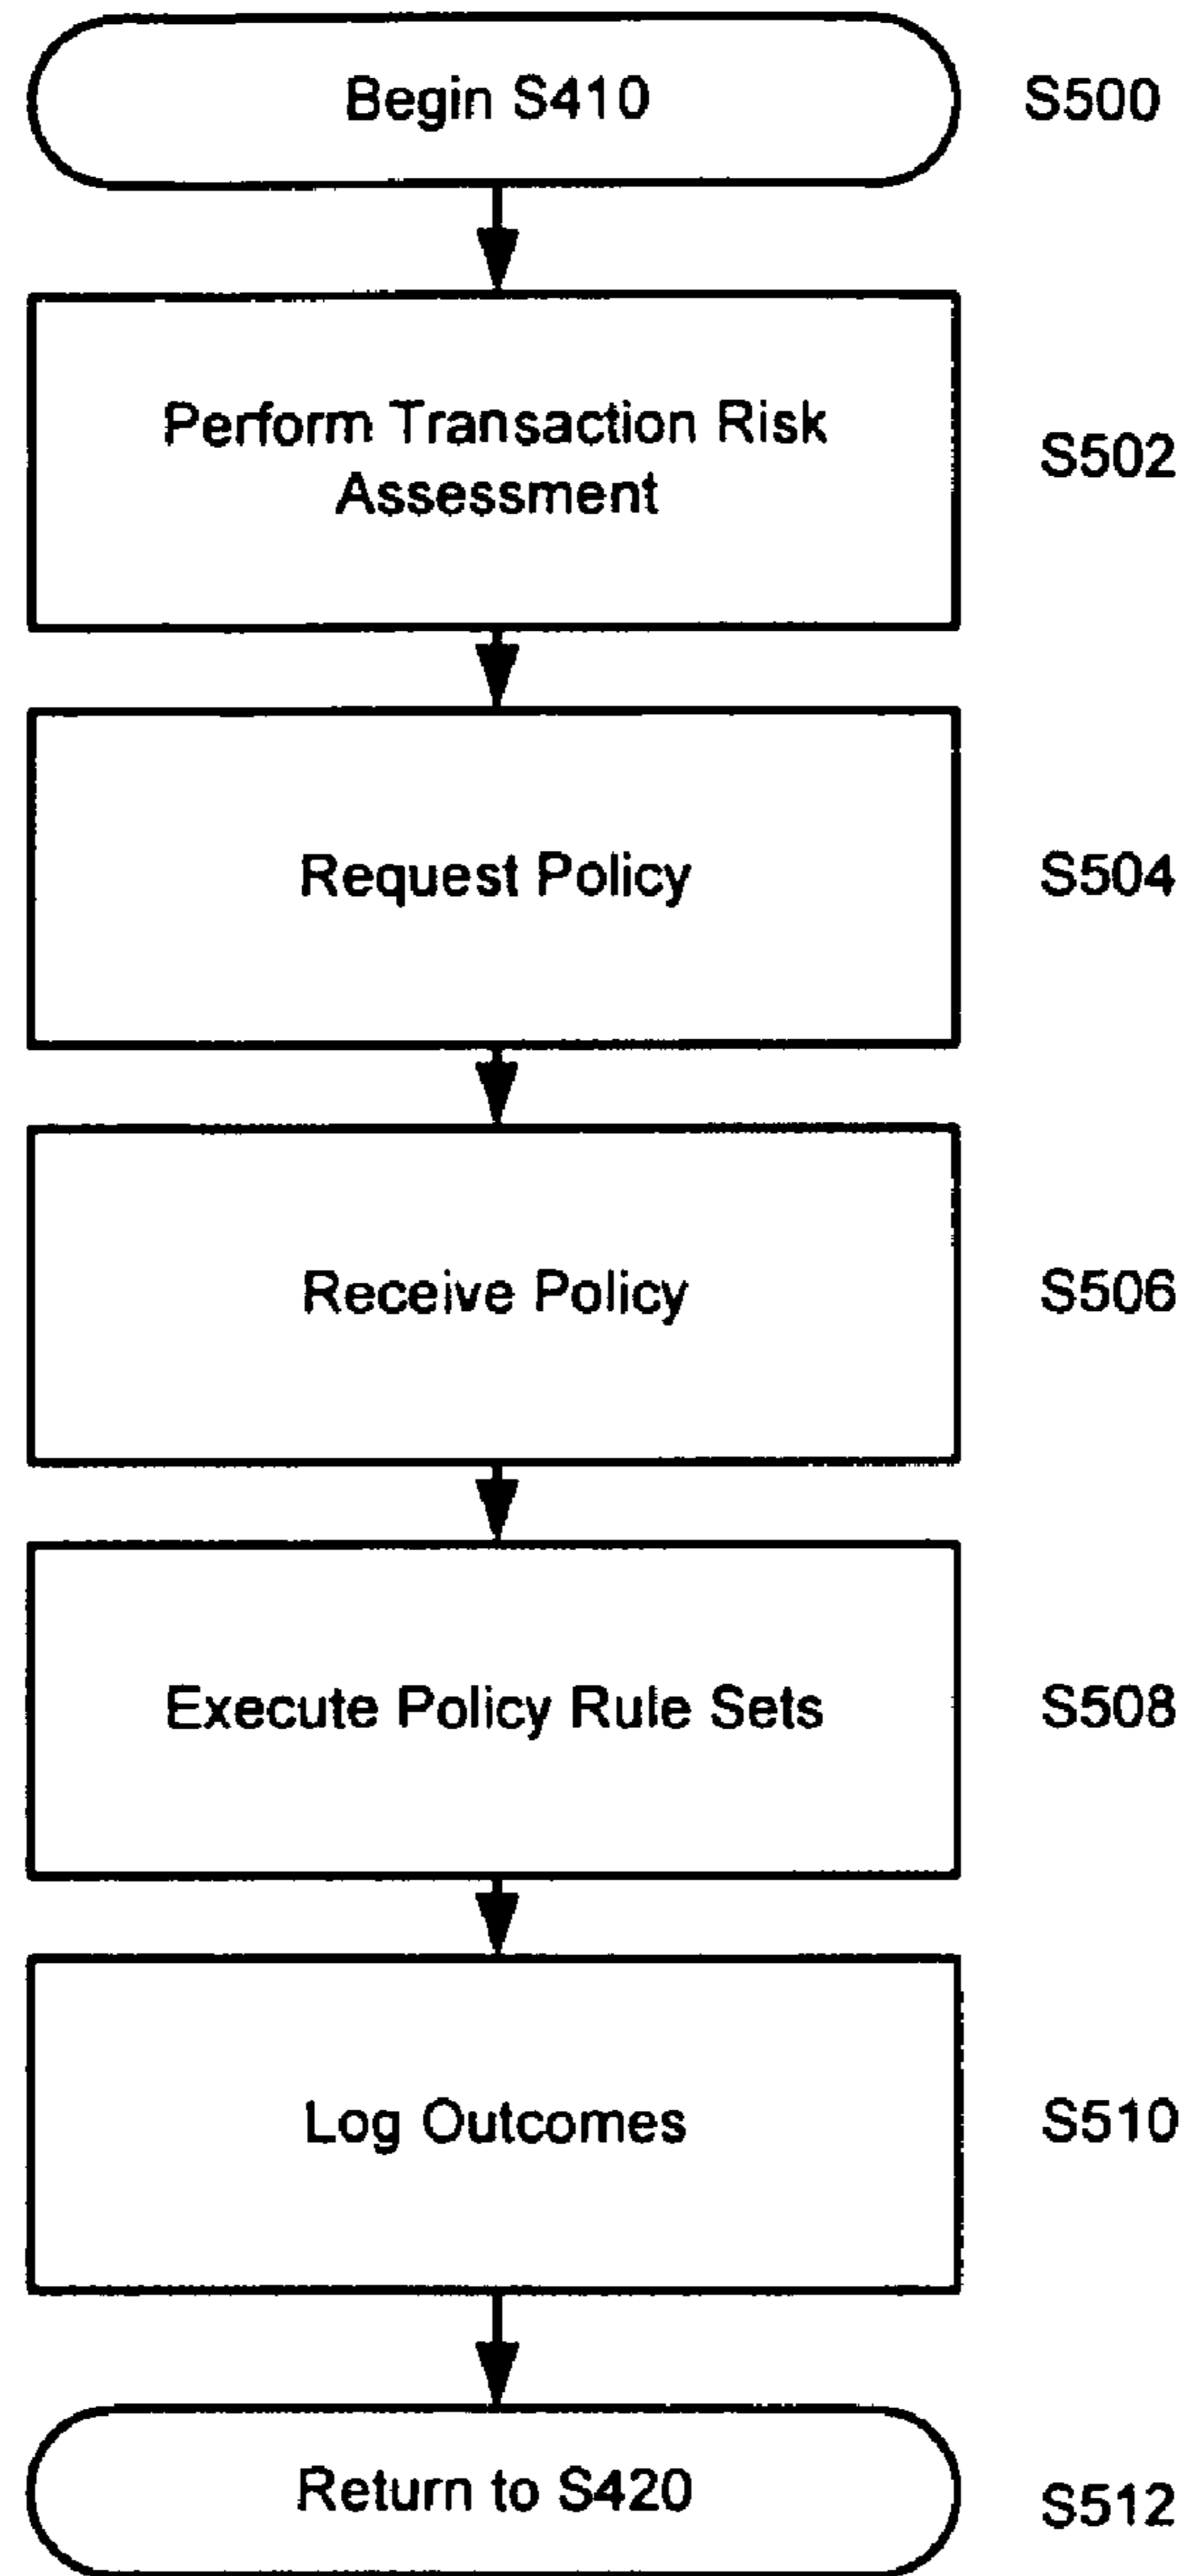 Begin S410
S500
Perform Transaction Risk
Assessment
S502
Request Policy
S504
Receive Policy
S506
Execute Policy Rule Sets
S508
Log Outcomes
S510
Return to S420
S512